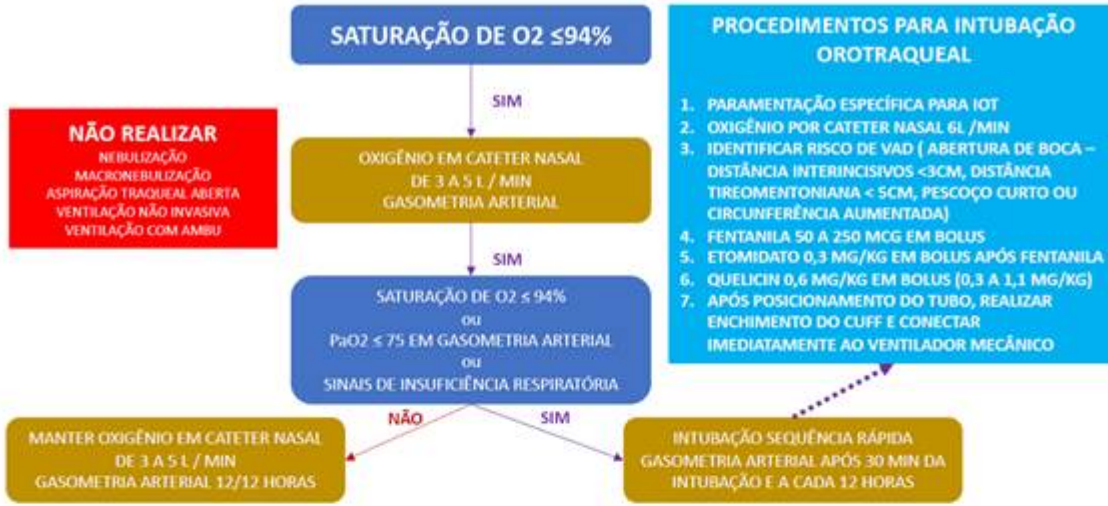 SATURAÇÃO DE O2 ≤94%
SIM
NÃO REALIZAR
NEBULIZAÇÃO
MACRONEBULIZAÇÃO
ASPIRAÇÃO TRAQUEAL ABERTA
VENTILAÇÃO NÃO INVASIVA
VENTILAÇÃO COM AMBU
OXIGÊNIO EM CATETER NASAL
DE 3 A 5 L / MIN
GASOMETRIA ARTERIAL
SIM
SATURAÇÃO DE O2 ≤ 94%
ou
PaO2 ≤ 75 EM GASOMETRIA ARTERIAL
ou
SINAIS DE INSUFICIÊNCIA RESPIRATÓRIA
NÃO
SIM
MANTER OXIGÊNIO EM CATETER NASAL
DE 3 A 5 L / MIN
GASOMETRIA ARTERIAL 12/12 HORAS
INTUBAÇÃO SEQUÊNCIA RÁPIDA
GASOMETRIA ARTERIAL APÓS 30 MIN DA
INTUBAÇÃO E A CADA 12 HORAS
PROCEDIMENTOS PARA INTUBAÇÃO
OROTRAQUEAL
1. PARAMENTAÇÃO ESPECÍFICA PARA IOT
2. OXIGÊNIO POR CATETER NASAL 6L /MIN
3. IDENTIFICAR RISCO DE VAD ( ABERTURA DE BOCA –
DISTÂNCIA INTERINCISIVOS <3CM, DISTÂNCIA
TIREOMENTONIANA < 5CM, PESCOÇO CURTO OU
CIRCUNFERÊNCIA AUMENTADA)
4. FENTANILA 50 A 250 MCG EM BOLUS
5. ETOMIDATO 0,3 MG/KG EM BOLUS APÓS FENTANILA
6. QUELICIN 0,6 MG/KG EM BOLUS (0,3 A 1,1 MG/KG)
7. APÓS POSICIONAMENTO DO TUBO, REALIZAR
ENCHIMENTO DO CUFF E CONECTAR
IMEDIATAMENTE AO VENTILADOR MECÂNICO